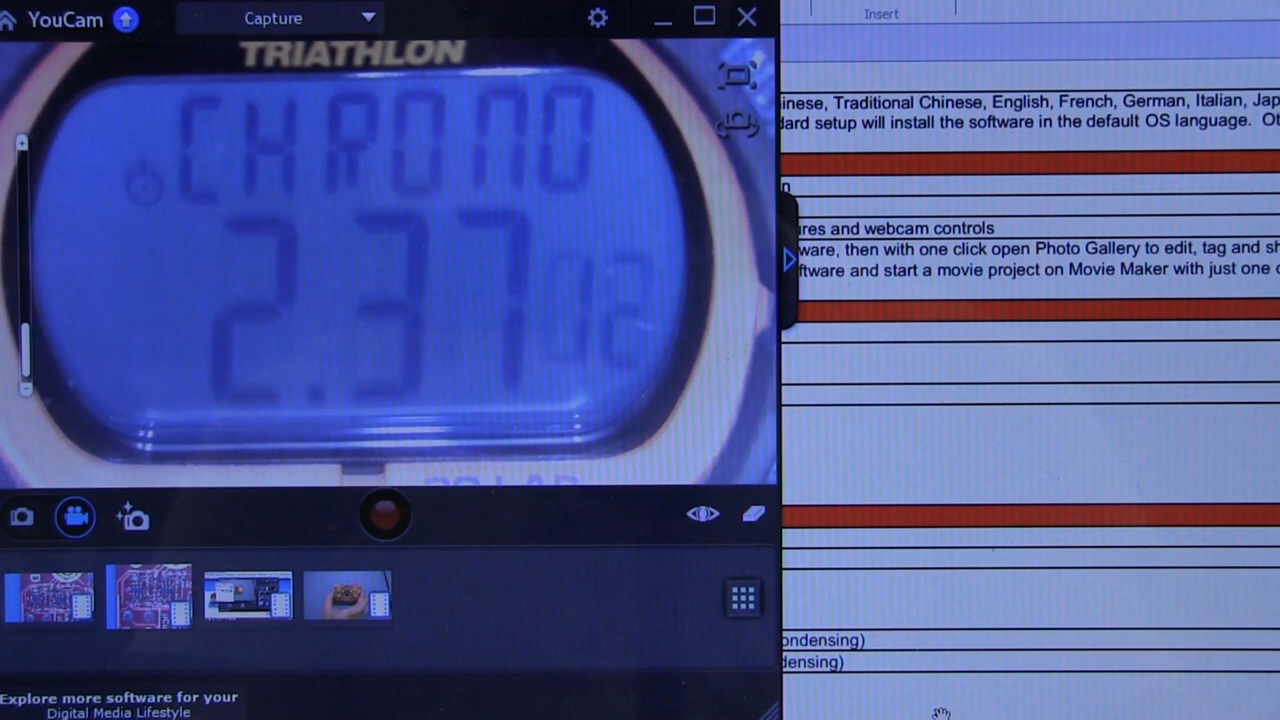 YouCam
Capture
Insert
TRIATHLON
CHRONO
2.37 02
inese, Traditional Chinese, English, French, German, Italian, Jap
dard setup will install the software in the default OS language. Ot
n
ures and webcam controls
ware, then with one click open Photo Gallery to edit, tag and sh
ftware and start a movie project on Movie Maker with just one c
ondensing)
densing)
Explore more software for your
Digital Media Lifestyle